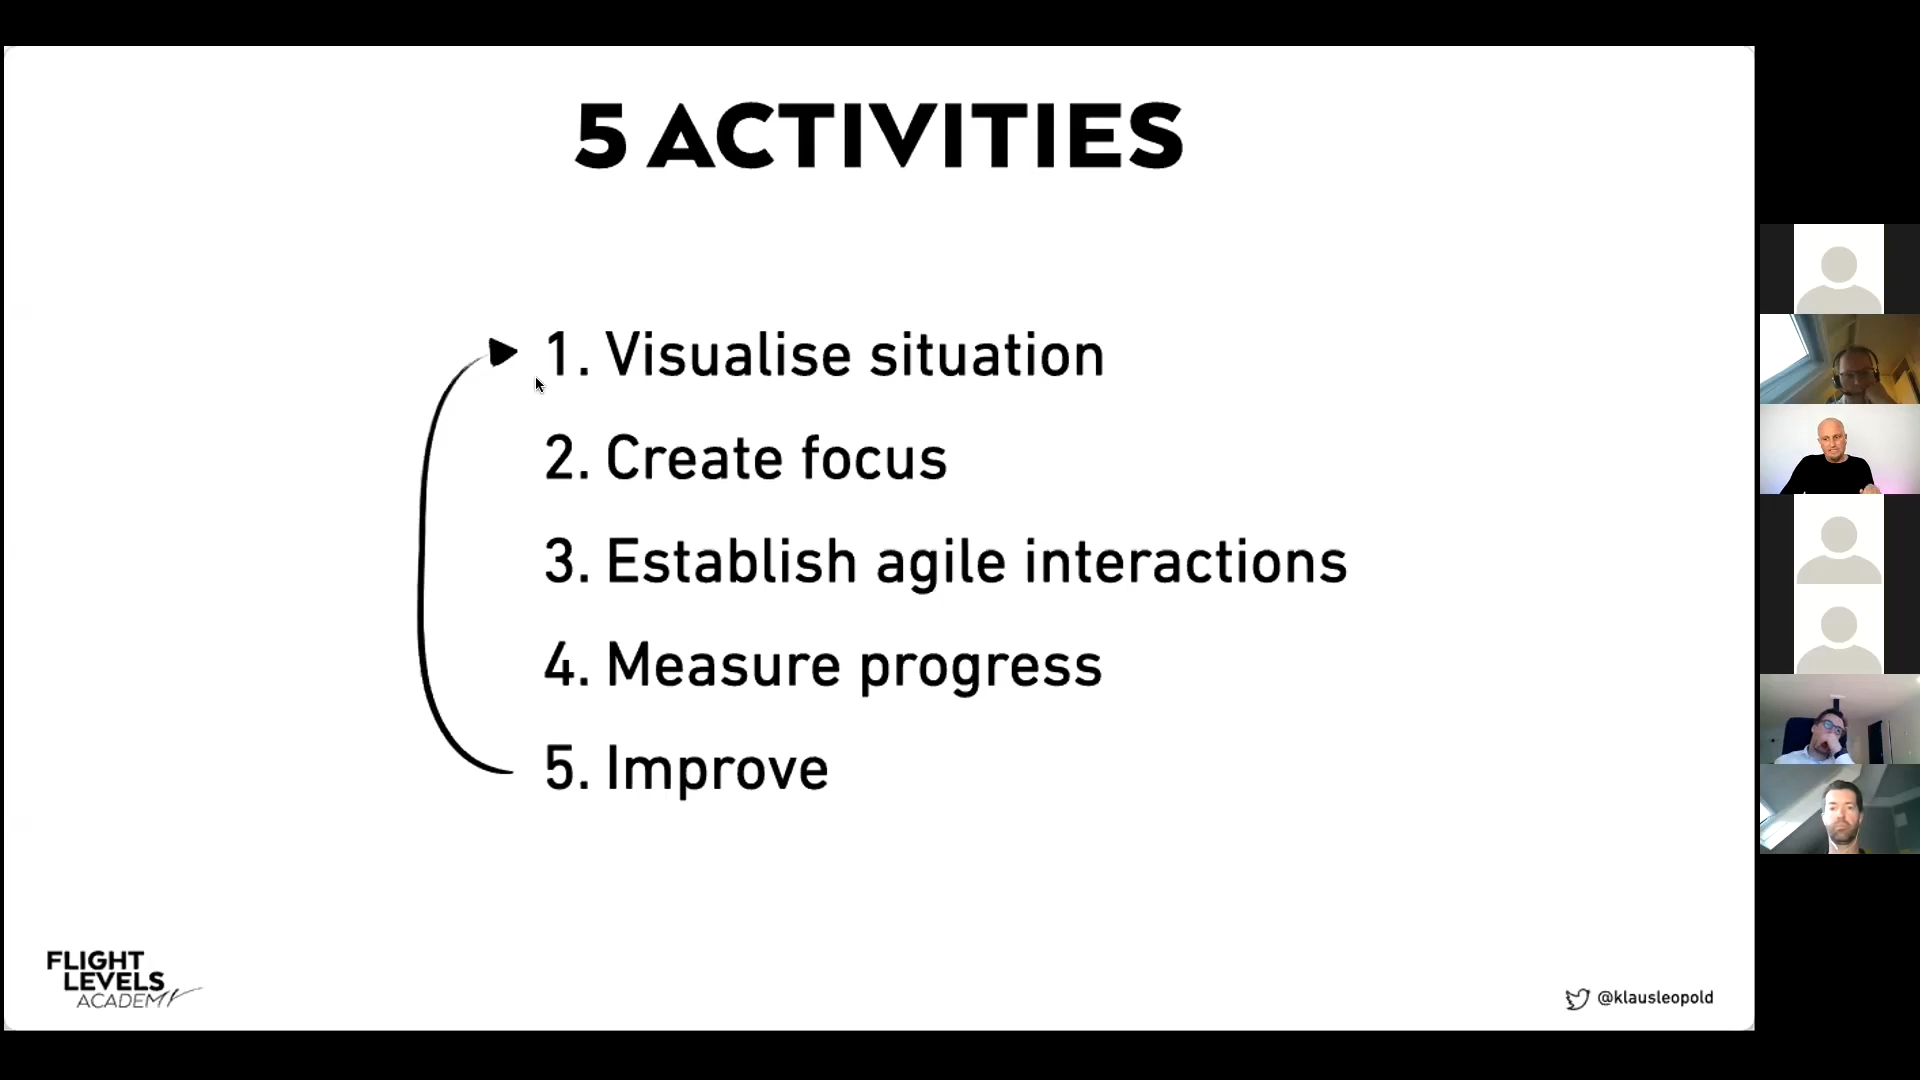 5 ACTIVITIES
1. Visualise situation
2. Create focus
3. Establish agile interactions
4. Measure progress
5. Improve
FLIGHT
LEVELS
ACADEMY
@klausleopold